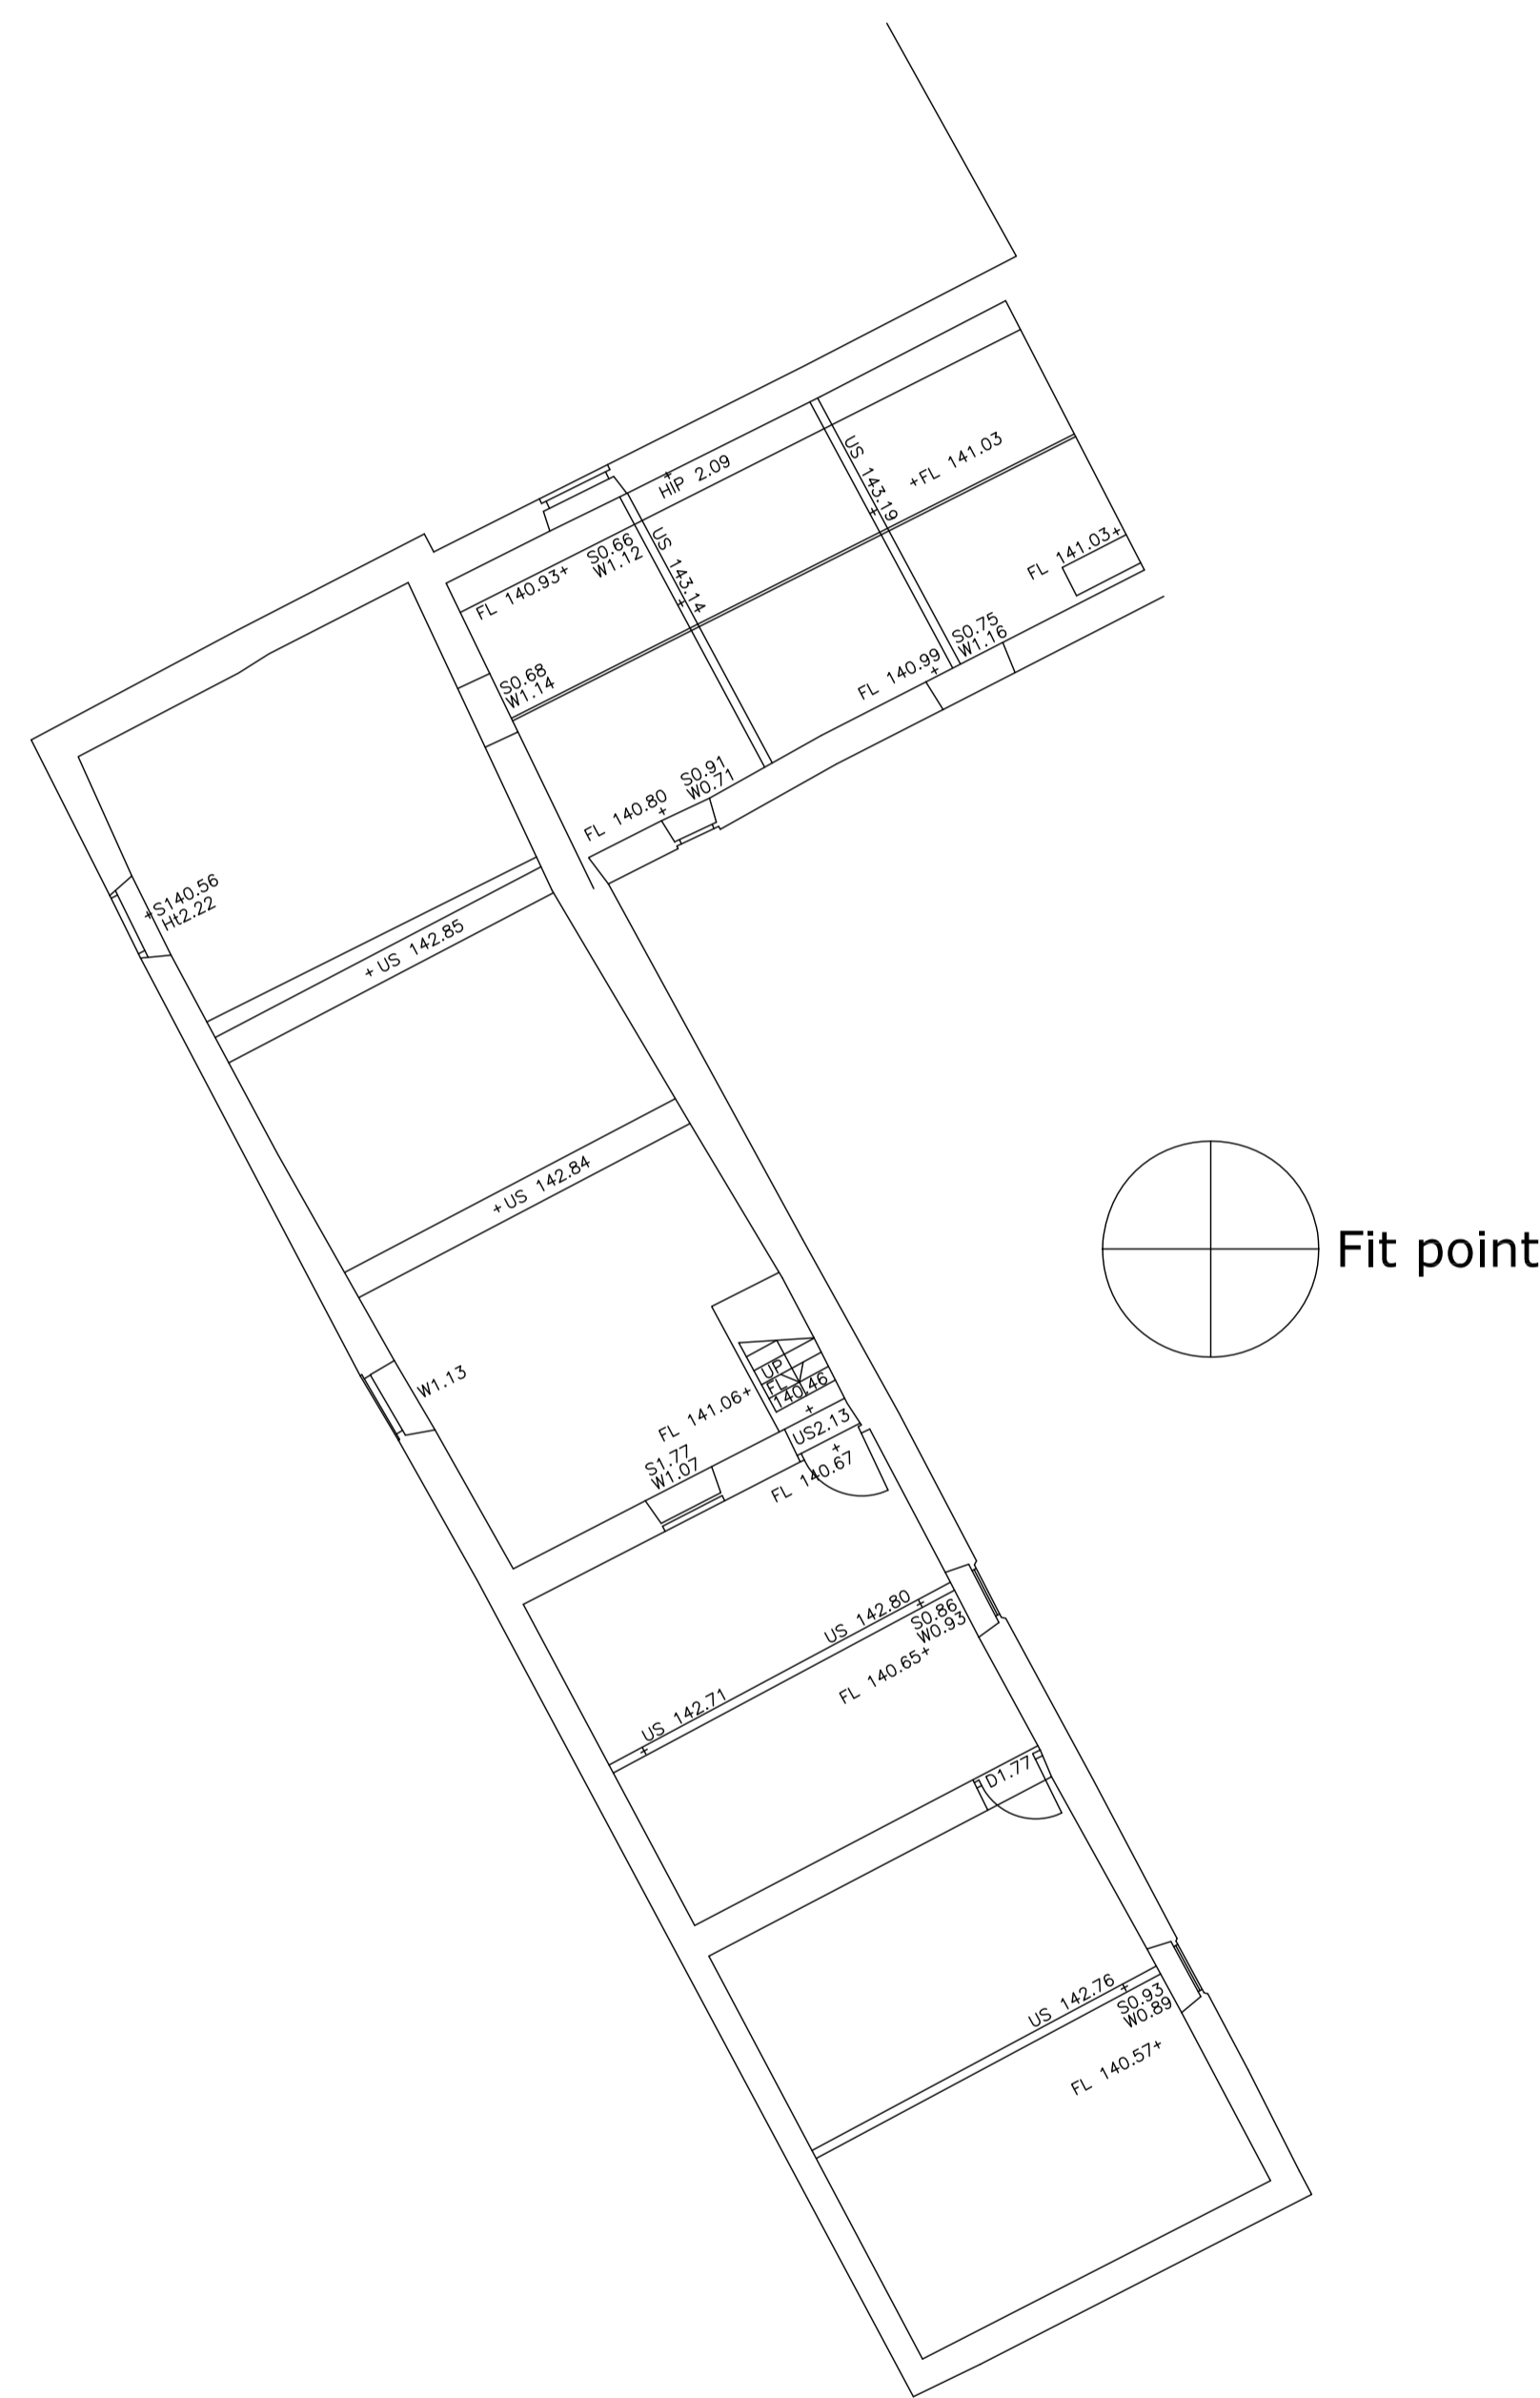 HIP 2.09
US 143.19
+FL 141.03
US 143.14
S0.66
W1.12
FL 140.93+
FL 141.03+
S0.75
W1.16
FL 140.99
S0.68
W1.14
S0.91
W0.71
FL 140.80
+S140.56
Ht2.22
+US 142.85
+US 142.84
Fit point
W1.13
UP
FL
140.46
FL 141.06+
US2.13
S1.77
W1.07
FL 140.67
US 142.80
S0.86
W0.93
FL 140.65+
US 142.71
D1.77
US 142.76
S0.93
W0.89
FL 140.57+